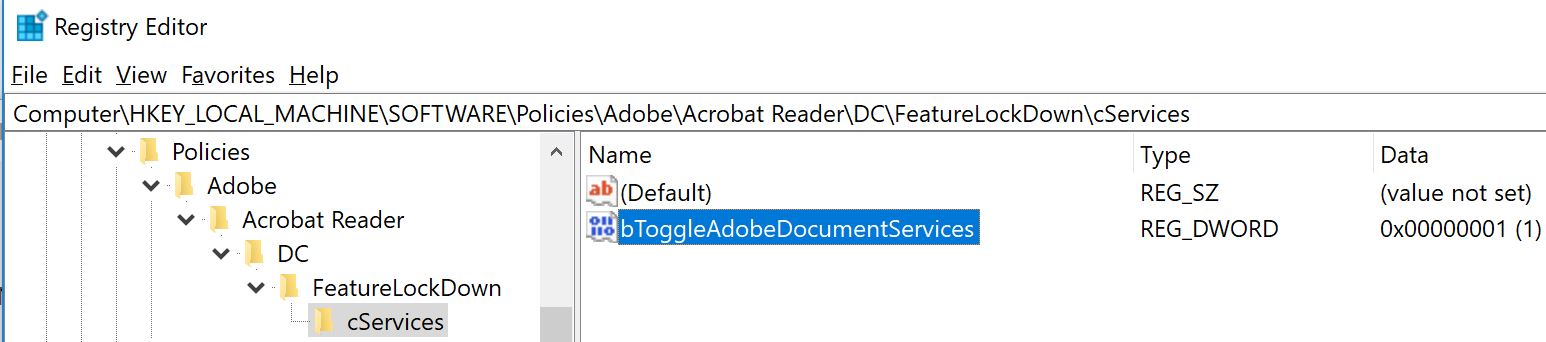 Registry Editor
File Edit View Favorites Help
Computer\HKEY_LOCAL_MACHINE\SOFTWARE\Policies\Adobe\Acrobat Reader\DC\FeatureLockDown\cServices
Policies
Adobe
Acrobat Reader
DC
FeatureLockDown
cServices
Name Type Data
(Default) REG_SZ (value not set)
bToggleAdobeDocumentServices REG_DWORD 0x00000001 (1)